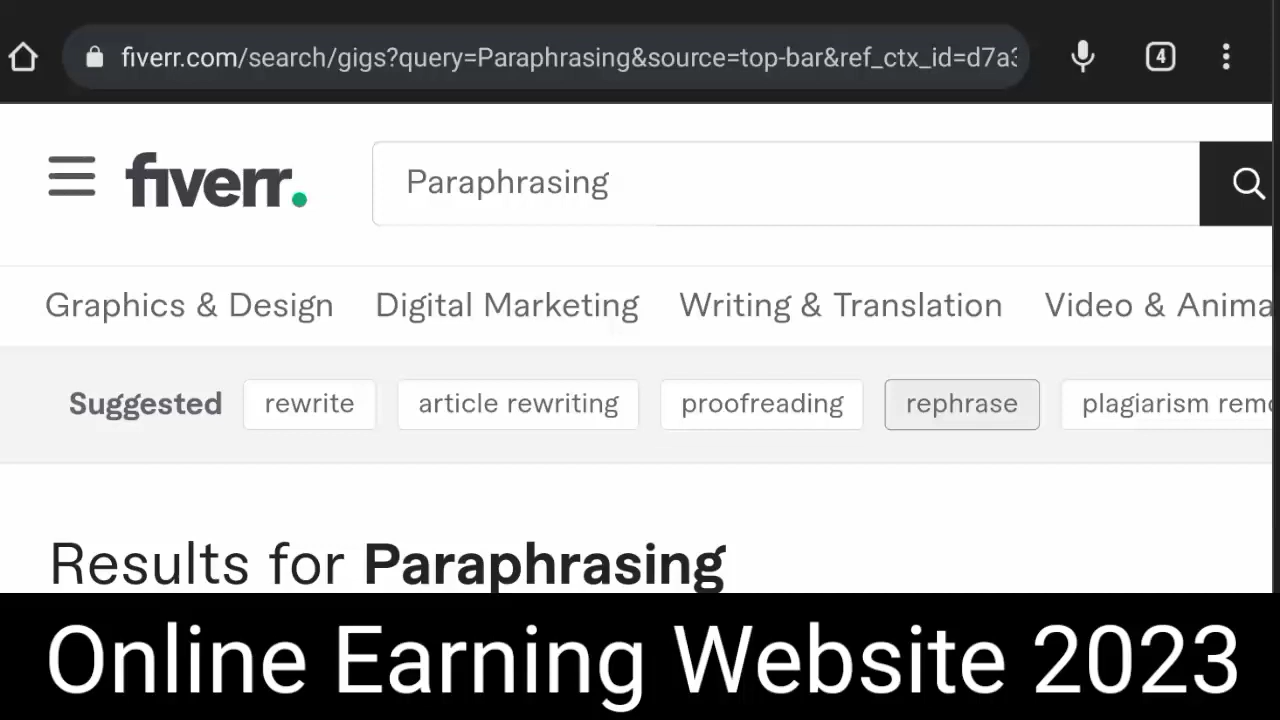 fiverr.com/search/gigs?query=Paraphrasing&source=top-bar&ref_ctx_id=d7a3
4
fiverr.
Paraphrasing
Graphics & Design Digital Marketing Writing & Translation Video & Anima
Suggested rewrite article rewriting proofreading rephrase plagiarism remo
Results for Paraphrasing
Online Earning Website 2023